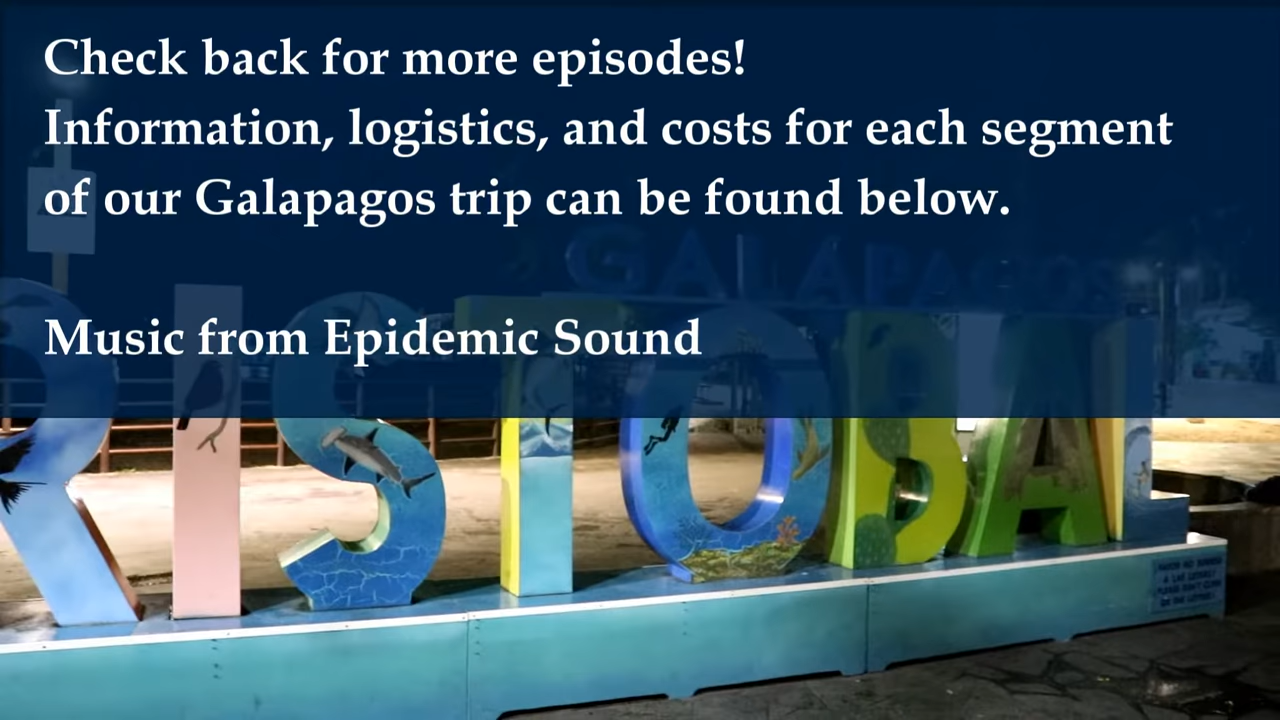 Check back for more episodes!
Information, logistics, and costs for each segment
of our Galapagos trip can be found below.
Music from Epidemic Sound
GALÁPAGOS
RISTOBAL